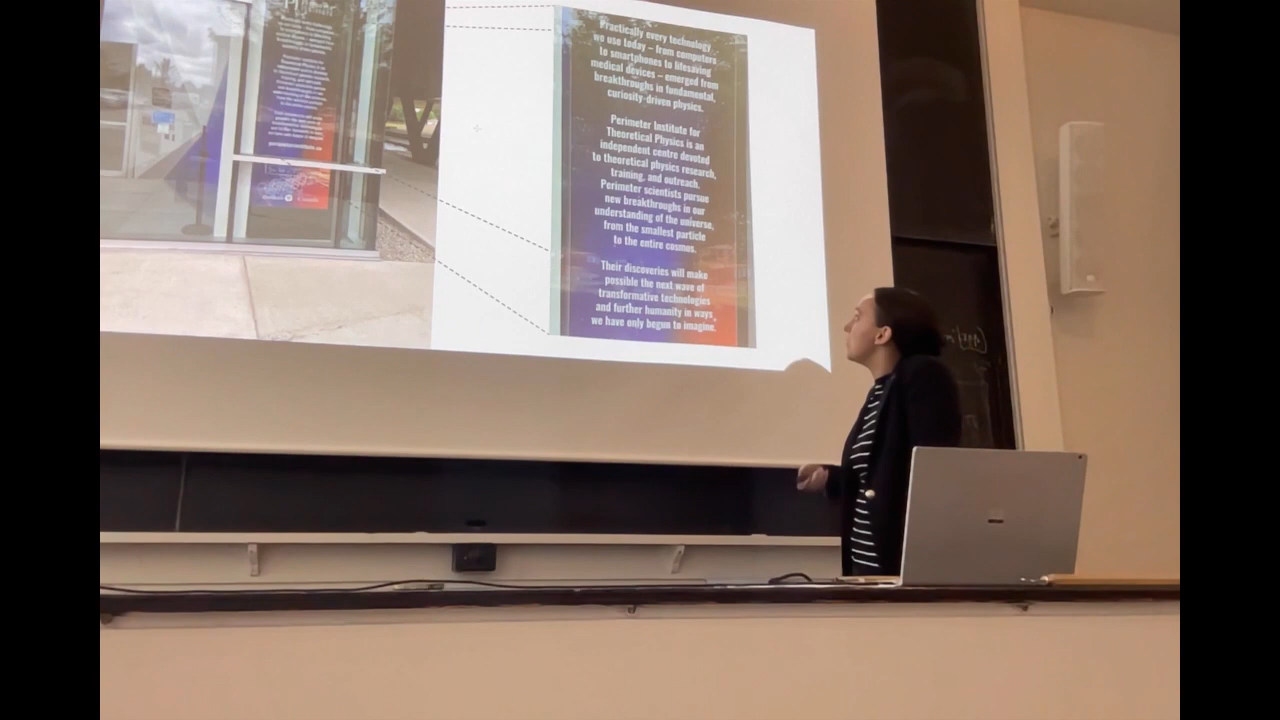 Practically every technology
we use today – from computers
to smartphones to lifesaving
medical devices – emerged from
breakthroughs in fundamental,
curiosity-driven physics.
Perimeter Institute for
Theoretical Physics is an
independent centre devoted
to theoretical physics research,
training, and outreach.
Perimeter scientists pursue
new breakthroughs in our
understanding of the universe,
from the smallest particle
to the entire cosmos.
Their discoveries will make
possible the next wave of
transformative technologies
and further humanity in ways
we have only begun to imagine.